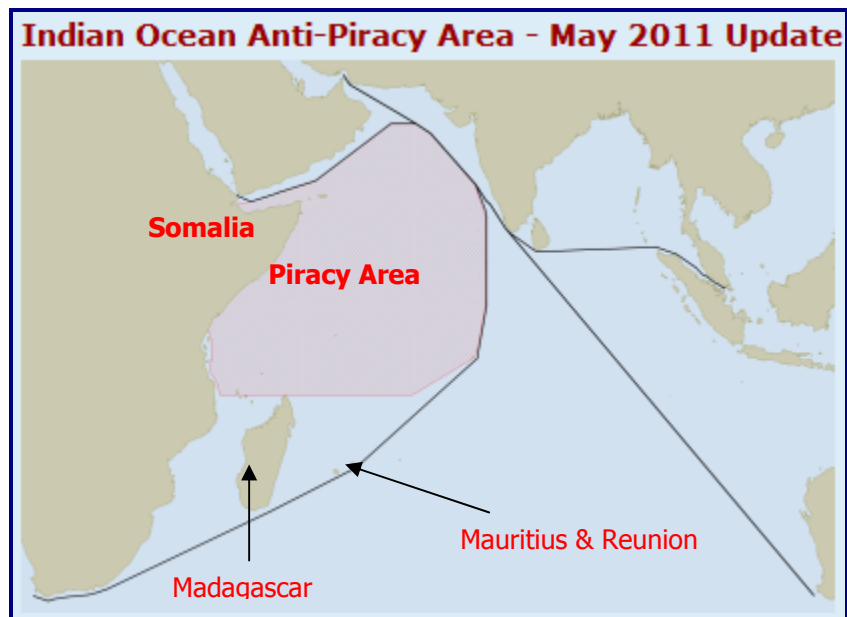 Indian Ocean Anti-Piracy Area - May 2011 Update
Somalia
Piracy Area
Mauritius & Reunion
Madagascar